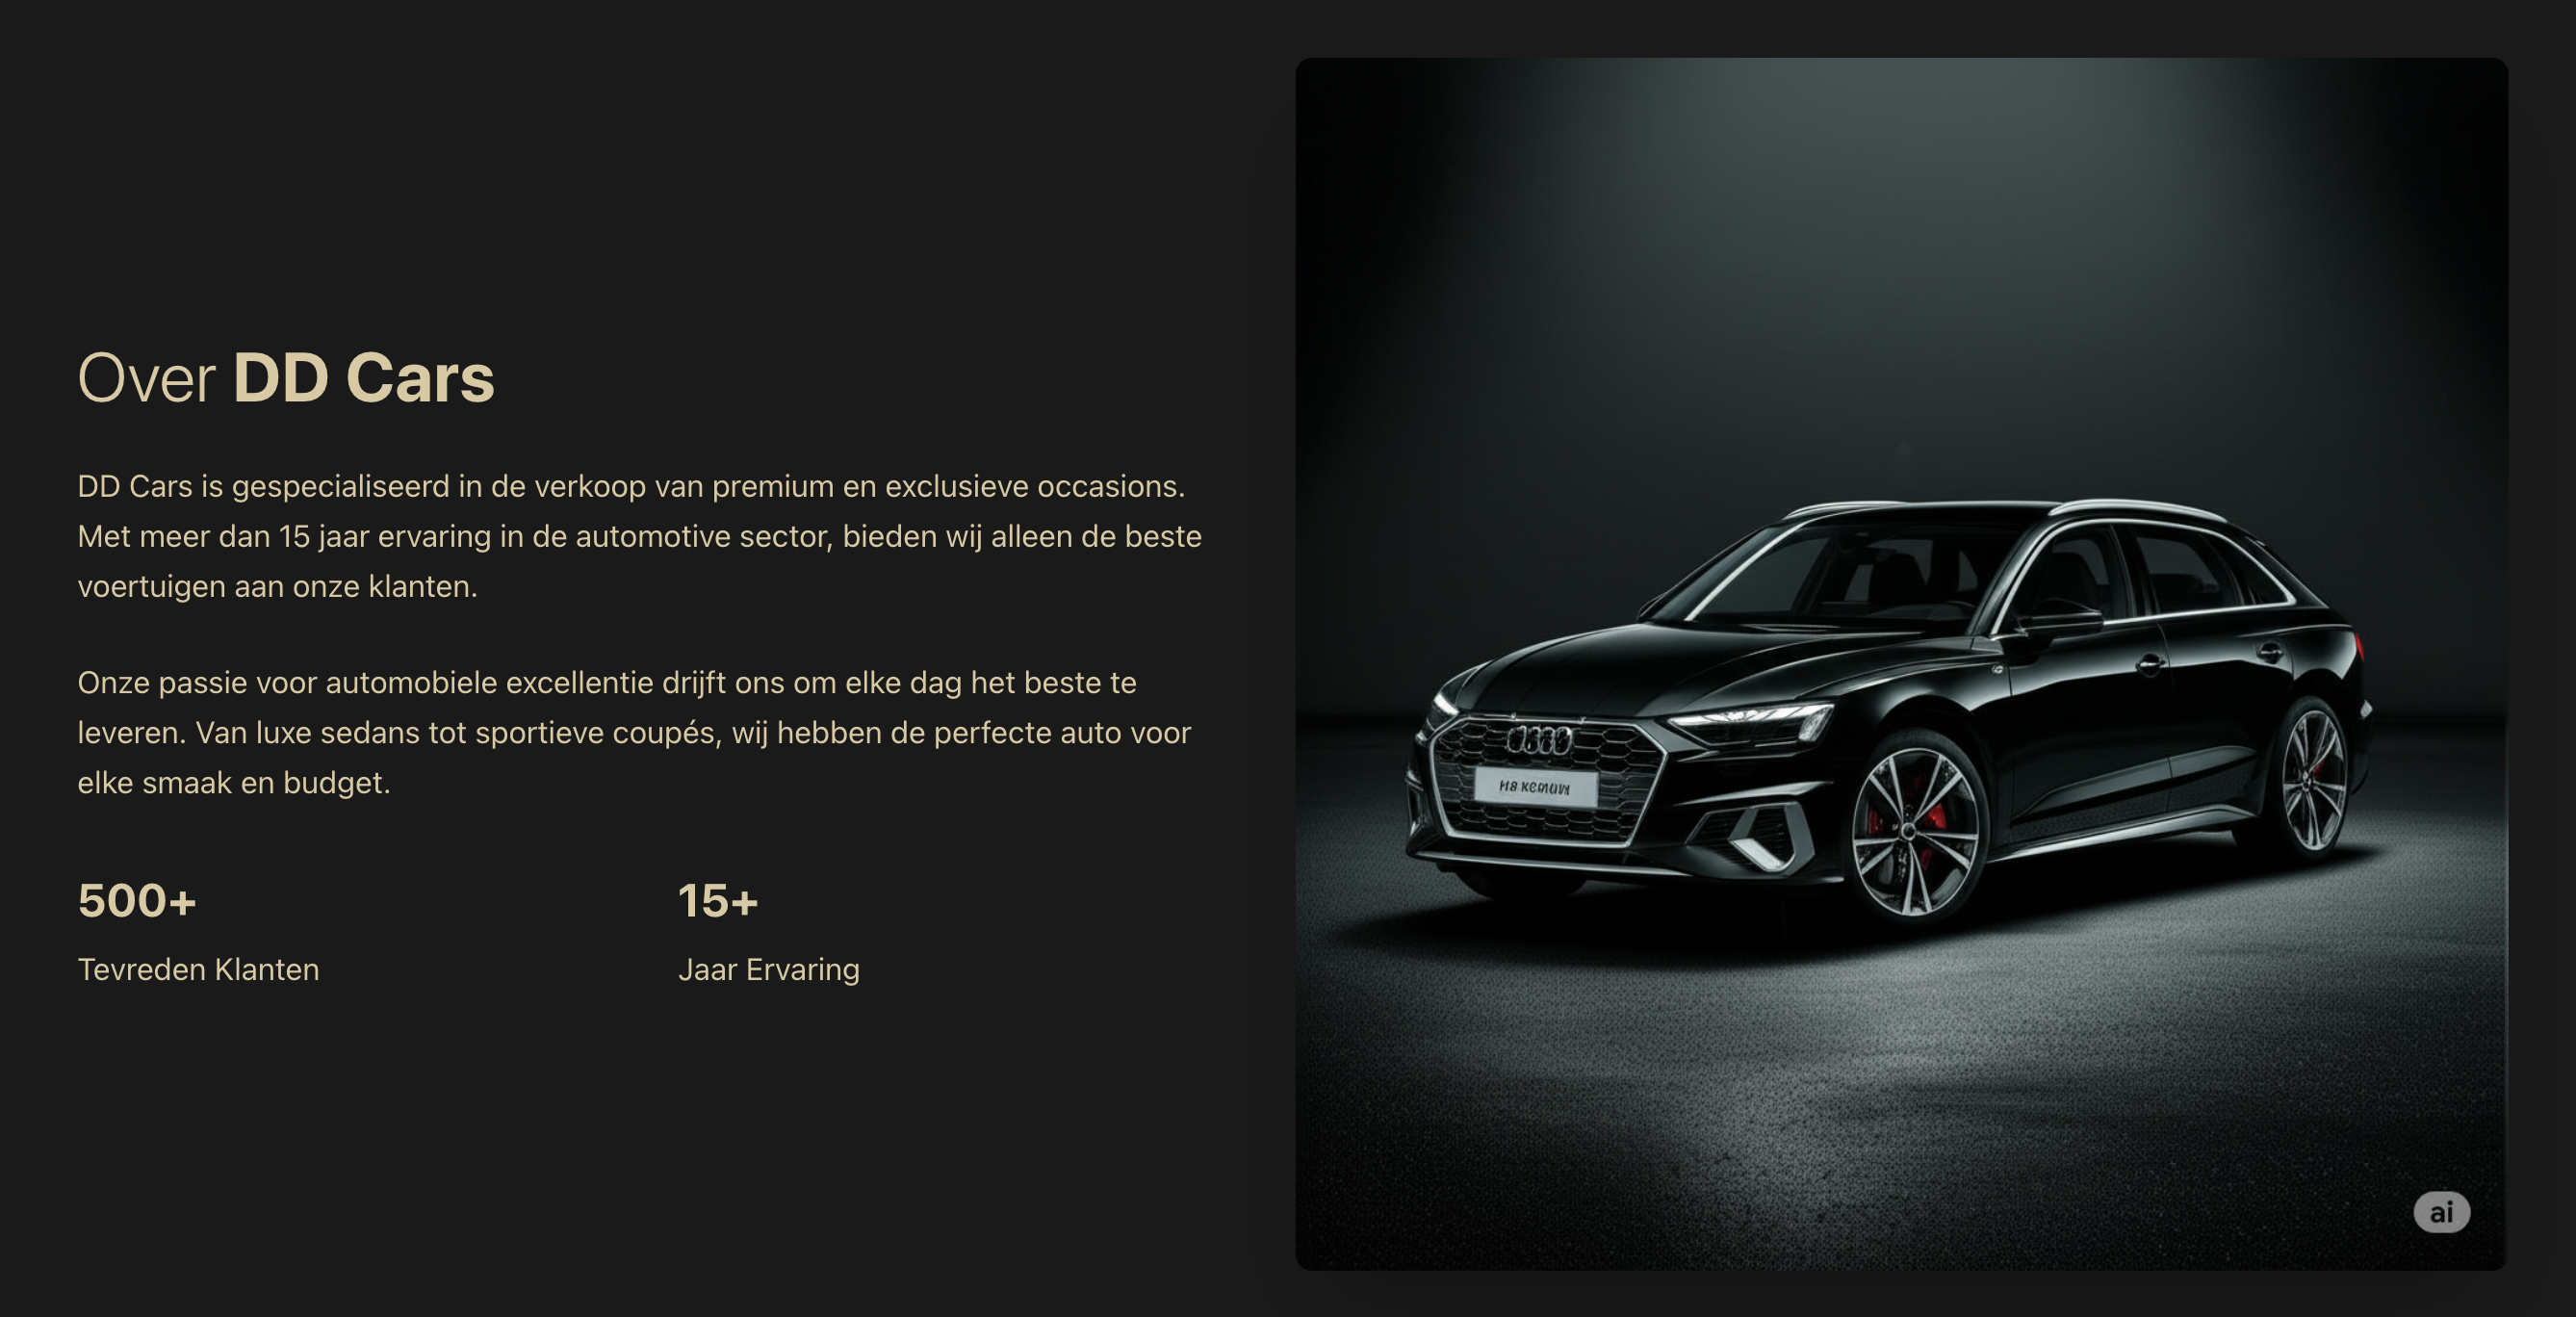 Over DD Cars
DD Cars is gespecialiseerd in de verkoop van premium en exclusieve occasions.
Met meer dan 15 jaar ervaring in de automotive sector, bieden wij alleen de beste
voertuigen aan onze klanten.
Onze passie voor automobiele excellentie drijft ons om elke dag het beste te
leveren. Van luxe sedans tot sportieve coupés, wij hebben de perfecte auto voor
elke smaak en budget.
500+
Tevreden Klanten
15+
Jaar Ervaring
ai